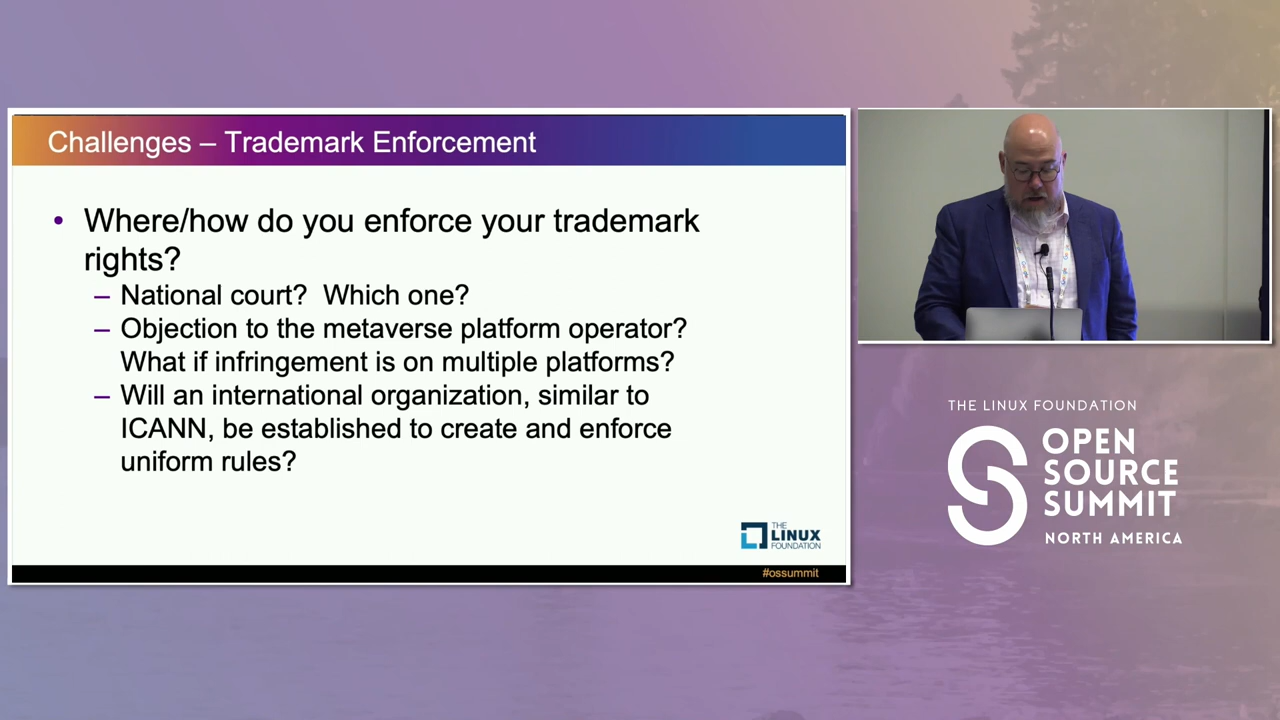 Challenges – Trademark Enforcement
• Where/how do you enforce your trademark
rights?
– National court?  Which one?
– Objection to the metaverse platform operator?
What if infringement is on multiple platforms?
– Will an international organization, similar to
ICANN, be established to create and enforce
uniform rules?
THE
LINUX
FOUNDATION
#ossummit
THE LINUX FOUNDATION
OPEN
SOURCE
SUMMIT
NORTH AMERICA